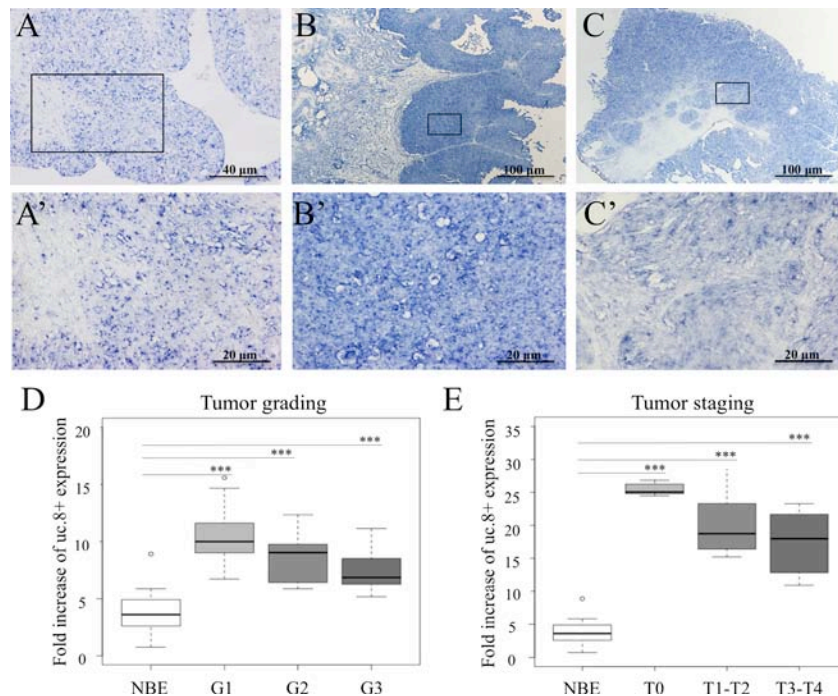 A
B
C
40 µm
100 µm
100 µm
A'
B'
C'
20 µm
20 µm
20 µm
D
Tumor grading
Fold increase of uc.8+ expression
20
15
10
5
0
***
***
***
NBE
G1
G2
G3
E
Tumor staging
Fold increase of uc.8+ expression
35
30
25
20
15
10
5
0
***
***
***
NBE
T0
T1-T2
T3-T4